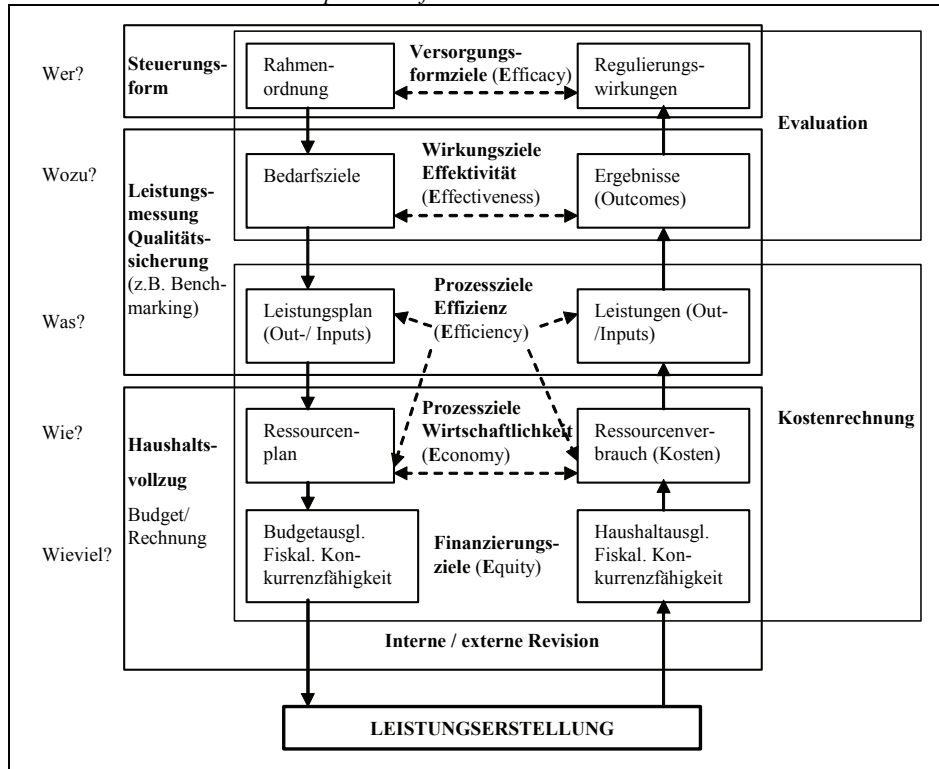 Wer?
Steuerungs-
form
Rahmen-
ordnung
Versorgungs-
formziele (Efficacy)
Regulierungs-
wirkungen
Evaluation
Wozu?
Leistungs-
messung
Qualitäts-
sicherung
(z.B. Bench-
marking)
Bedarfsziele
Wirkungsziele
Effektivität
(Effectiveness)
Ergebnisse
(Outcomes)
Was?
Leistungsplan
(Out-/ Inputs)
Prozessziele
Effizienz
(Efficiency)
Leistungen (Out-
/Inputs)
Kostenrechnung
Wie?
Haushalts-
vollzug
Budget/
Rechnung
Ressourcen-
plan
Prozessziele
Wirtschaftlichkeit
(Economy)
Ressourcenver-
brauch (Kosten)
Wieviel?
Budgetausgl.
Fiskal. Kon-
kurrenzfähigkeit
Finanzierungs-
ziele (Equity)
Haushaltausgl.
Fiskal. Kon-
kurrenzfähigkeit
Interne / externe Revision
LEISTUNGSERSTELLUNG